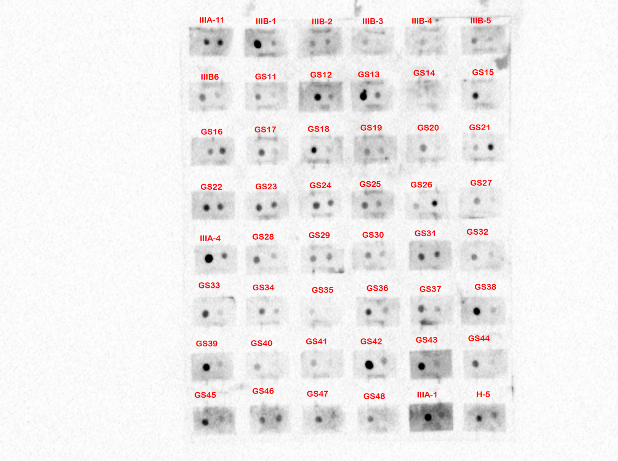 IIIA-11 IIIB-1 IIIB-2 IIIB-3 IIIB-4 IIIB-5
IIIB6 GS11 GS12 GS13 GS14 GS15
GS16 GS17 GS18 GS19 GS20 GS21
GS22 GS23 GS24 GS25 GS26 GS27
IIIA-4 GS28 GS29 GS30 GS31 GS32
GS33 GS34 GS35 GS36 GS37 GS38
GS39 GS40 GS41 GS42 GS43 GS44
GS45 GS46 GS47 GS48 IIIA-1 H-5